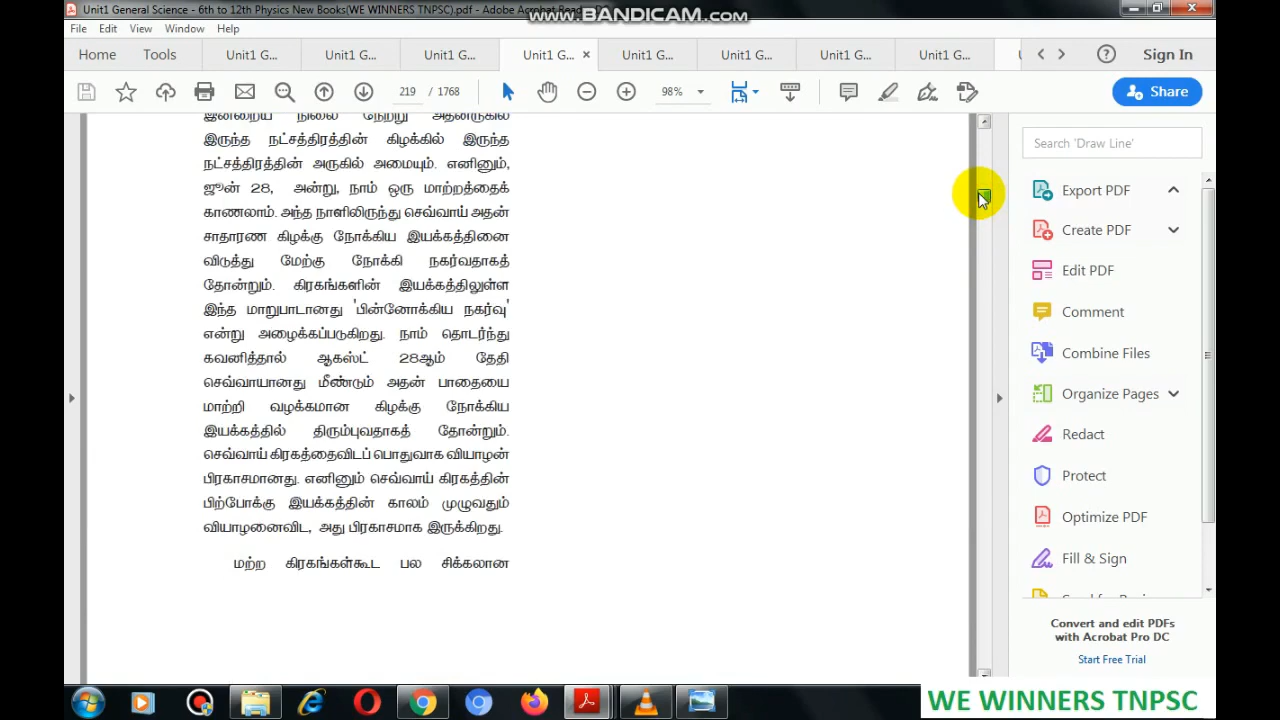 Unit1 General Science - 6th to 12th Physics New Books(WE WINNERS TNPSC).pdf - Adobe Acrobat Rea
www.BANDICAM.com
File Edit View Window Help
Home Tools Unit1 G... Unit1 G... Unit1 G... Unit1 G... Unit1 G... Unit1 G... Unit1 G... Unit1 G... Sign In
219 / 1768 98% Share
இன்றைய நிலை நேற்று அதனருகில்
இருந்த நட்சத்திரத்தின் கிழக்கில் இருந்த
நட்சத்திரத்தின் அருகில் அமையும். எனினும்,
ஜூன் 28, அன்று, நாம் ஒரு மாற்றத்தைக்
காணலாம். அந்த நாளிலிருந்து செவ்வாய் அதன்
சாதாரண கிழக்கு நோக்கிய இயக்கத்தினை
விடுத்து மேற்கு நோக்கி நகர்வதாகத்
தோன்றும். கிரகங்களின் இயக்கத்திலுள்ள
இந்த மாறுபாடானது 'பின்னோக்கிய நகர்வு'
என்று அழைக்கப்படுகிறது. நாம் தொடர்ந்து
கவனித்தால் ஆகஸ்ட் 28ஆம் தேதி
செவ்வாயானது மீண்டும் அதன் பாதையை
மாற்றி வழக்கமான கிழக்கு நோக்கிய
இயக்கத்தில் திரும்புவதாகத் தோன்றும்.
செவ்வாய் கிரகத்தைவிடப் பொதுவாக வியாழன்
பிரகாசமானது. எனினும் செவ்வாய் கிரகத்தின்
பிற்போக்கு இயக்கத்தின் காலம் முழுவதும்
வியாழனைவிட, அது பிரகாசமாக இருக்கிறது.
மற்ற கிரகங்கள்கூட பல சிக்கலான
Search 'Draw Line'
Export PDF
Create PDF
Edit PDF
Comment
Combine Files
Organize Pages
Redact
Protect
Optimize PDF
Fill & Sign
Convert and edit PDFs
with Acrobat Pro DC
Start Free Trial
WE WINNERS TNPSC